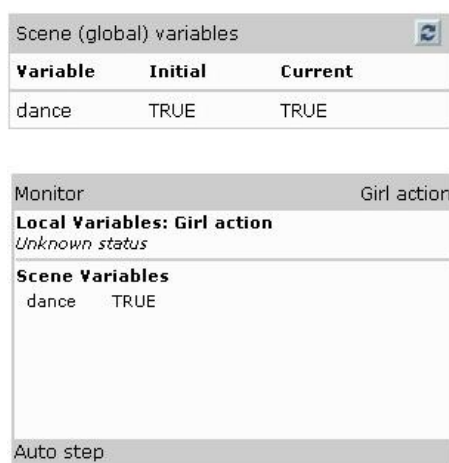 Scene (global) variables
Variable Initial Current
dance TRUE TRUE
Monitor Girl action
Local Variables: Girl action
Unknown status
Scene Variables
dance TRUE
Auto step